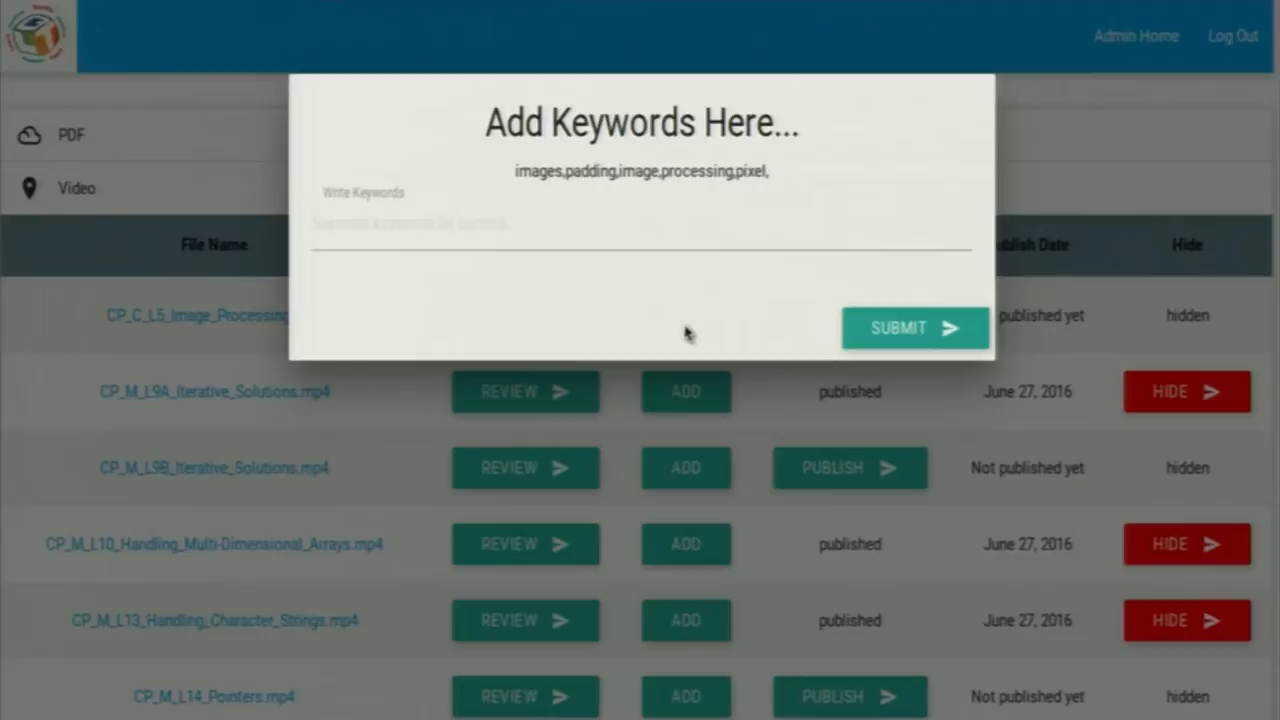 Admin Home Log Out
Add Keywords Here...
PDF
images,padding,image,processing,pixel,
Video
Write Keywords
File Name Publish Date Hide
CP_C_L5_Image_Processing published yet hidden
SUBMIT
CP_M_L9A_Iterative_Solutions.mp4 REVIEW ADD published June 27, 2016 HIDE
CP_M_L9B_Iterative_Solutions.mp4 REVIEW ADD PUBLISH Not published yet hidden
CP_M_L10_Handling_Multi-Dimensional_Arrays.mp4 REVIEW ADD published June 27, 2016 HIDE
CP_M_L13_Handling_Character_Strings.mp4 REVIEW ADD published June 27, 2016 HIDE
CP_M_L14_Pointers.mp4 REVIEW ADD PUBLISH Not published yet hidden